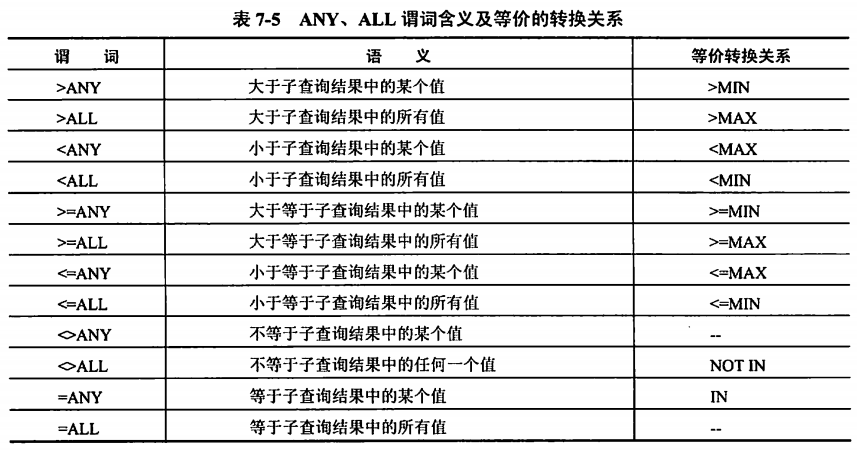 表 7-5 ANY、ALL 谓词含义及等价的转换关系
谓 词 语 义 等价转换关系
>ANY 大于子查询结果中的某个值 >MIN
>ALL 大于子查询结果中的所有值 >MAX
<ANY 小于子查询结果中的某个值 <MAX
<ALL 小于子查询结果中的所有值 <MIN
>=ANY 大于等于子查询结果中的某个值 >=MIN
>=ALL 大于等于子查询结果中的所有值 >=MAX
<=ANY 小于等于子查询结果中的某个值 <=MAX
<=ALL 小于等于子查询结果中的所有值 <=MIN
<>ANY 不等于子查询结果中的某个值 --
<>ALL 不等于子查询结果中的任何一个值 NOT IN
=ANY 等于子查询结果中的某个值 IN
=ALL 等于子查询结果中的所有值 --